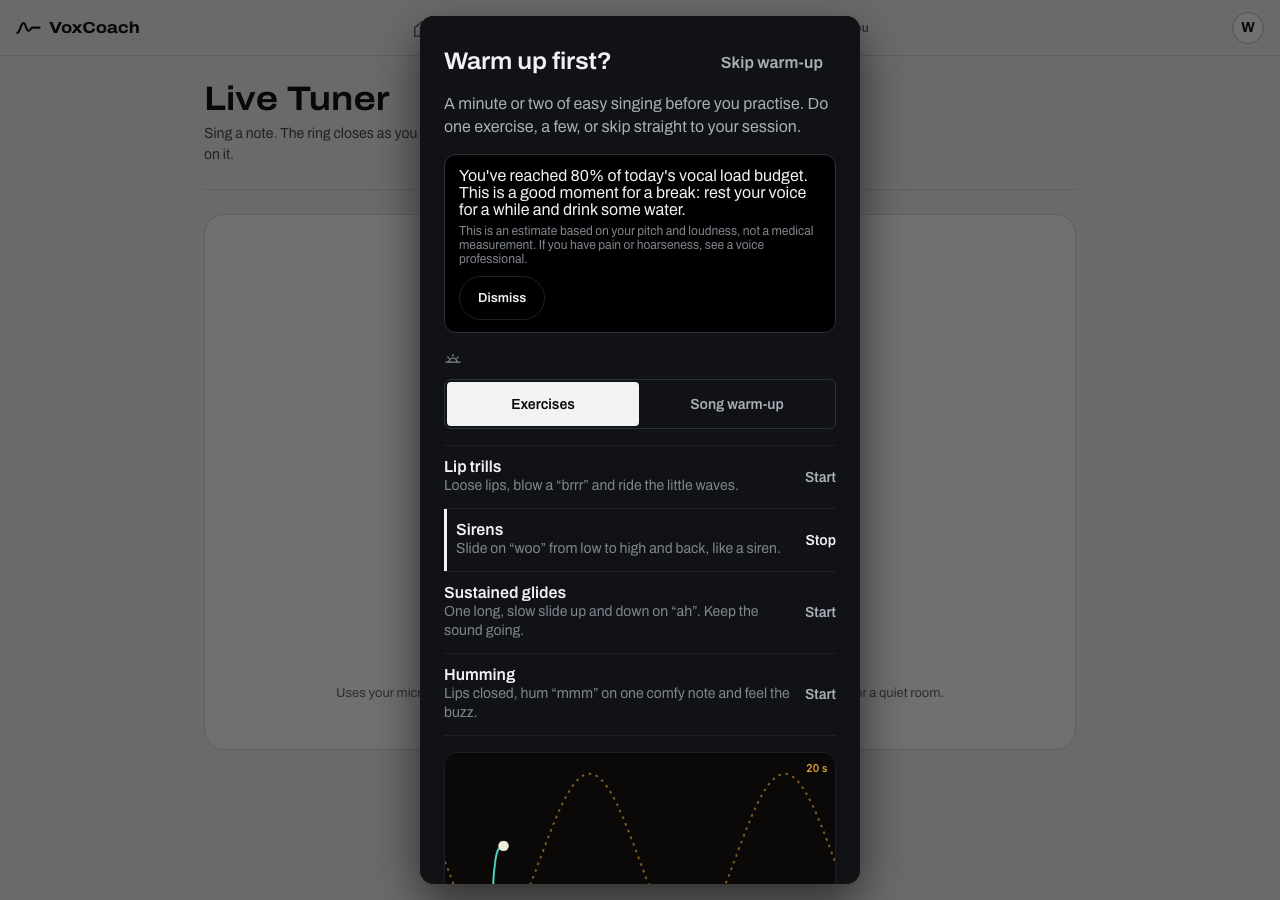 VoxCoach
W
Live Tuner
Sing a note. The ring closes as you
on it.
Uses your micr
or a quiet room.
Warm up first?
Skip warm-up
A minute or two of easy singing before you practise. Do
one exercise, a few, or skip straight to your session.
You've reached 80% of today's vocal load budget.
This is a good moment for a break: rest your voice
for a while and drink some water.
This is an estimate based on your pitch and loudness, not a medical
measurement. If you have pain or hoarseness, see a voice
professional.
Dismiss
Exercises
Song warm-up
Lip trills
Loose lips, blow a “brrr” and ride the little waves.
Start
Sirens
Slide on “woo” from low to high and back, like a siren.
Stop
Sustained glides
One long, slow slide up and down on “ah”. Keep the
sound going.
Start
Humming
Lips closed, hum “mmm” on one comfy note and feel the
buzz.
Start
20 s